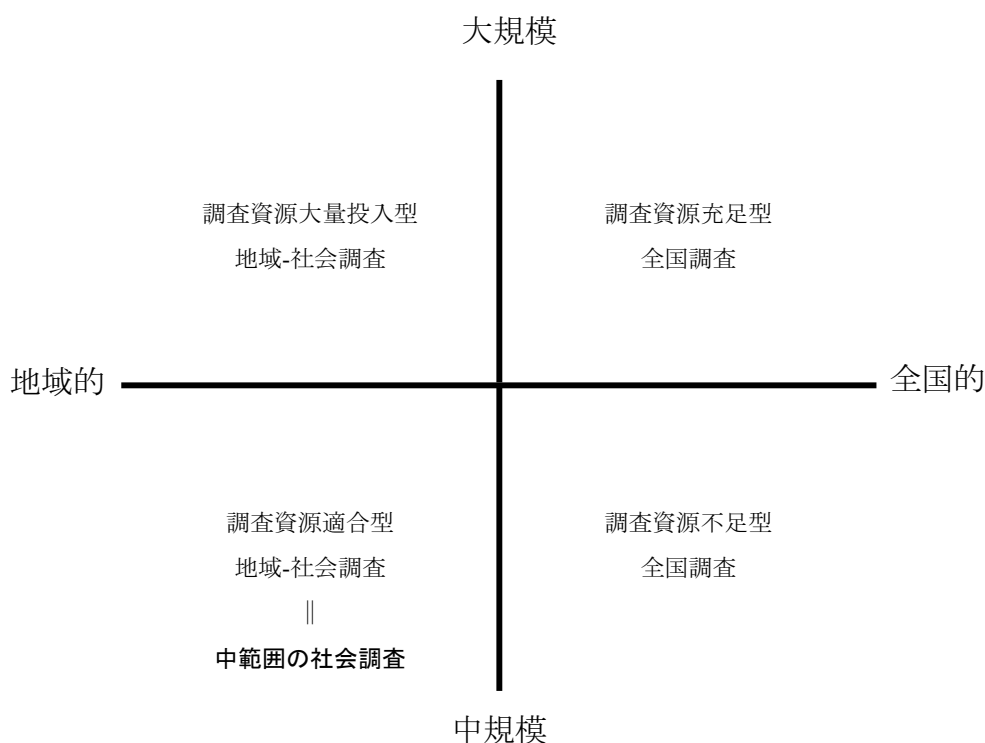 大規模
調査資源大量投入型
地域-社会調査
調査資源充足型
全国調査
地域的
全国的
調査資源適合型
地域-社会調査
||
中範囲の社会調査
調査資源不足型
全国調査
中規模